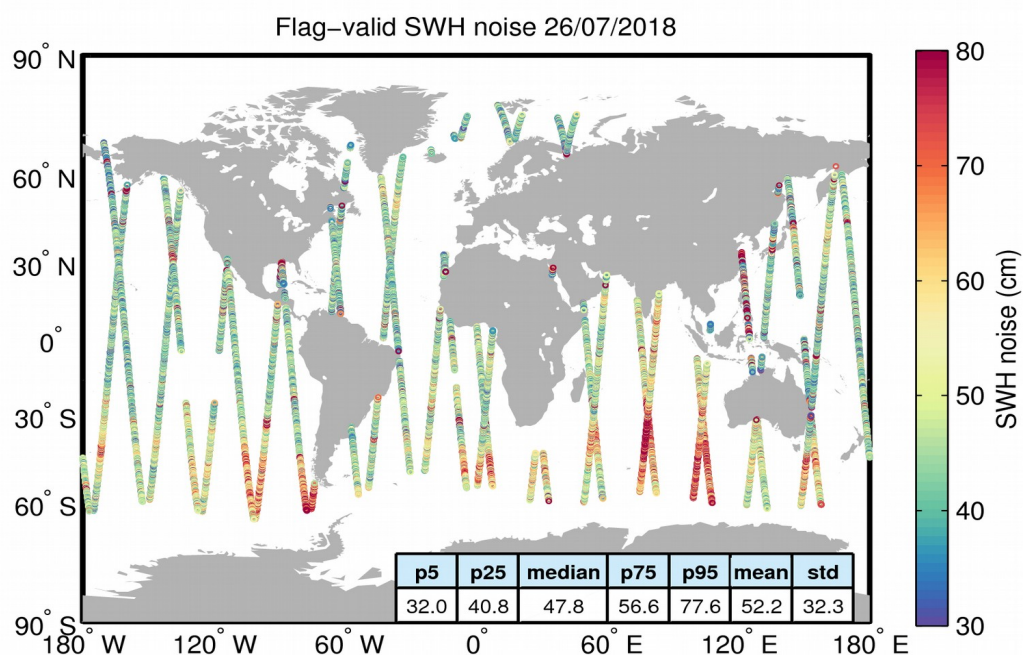 Flag−valid SWH noise 26/07/2018
90° N
60° N
30° N
0°
30° S
60° S
90° S
180° W
120° W
60° W
0°
60° E
120° E
180° E
80
70
60
50
40
30
SWH noise (cm)
p5 p25 median p75 p95 mean std
32.0 40.8 47.8 56.6 77.6 52.2 32.3